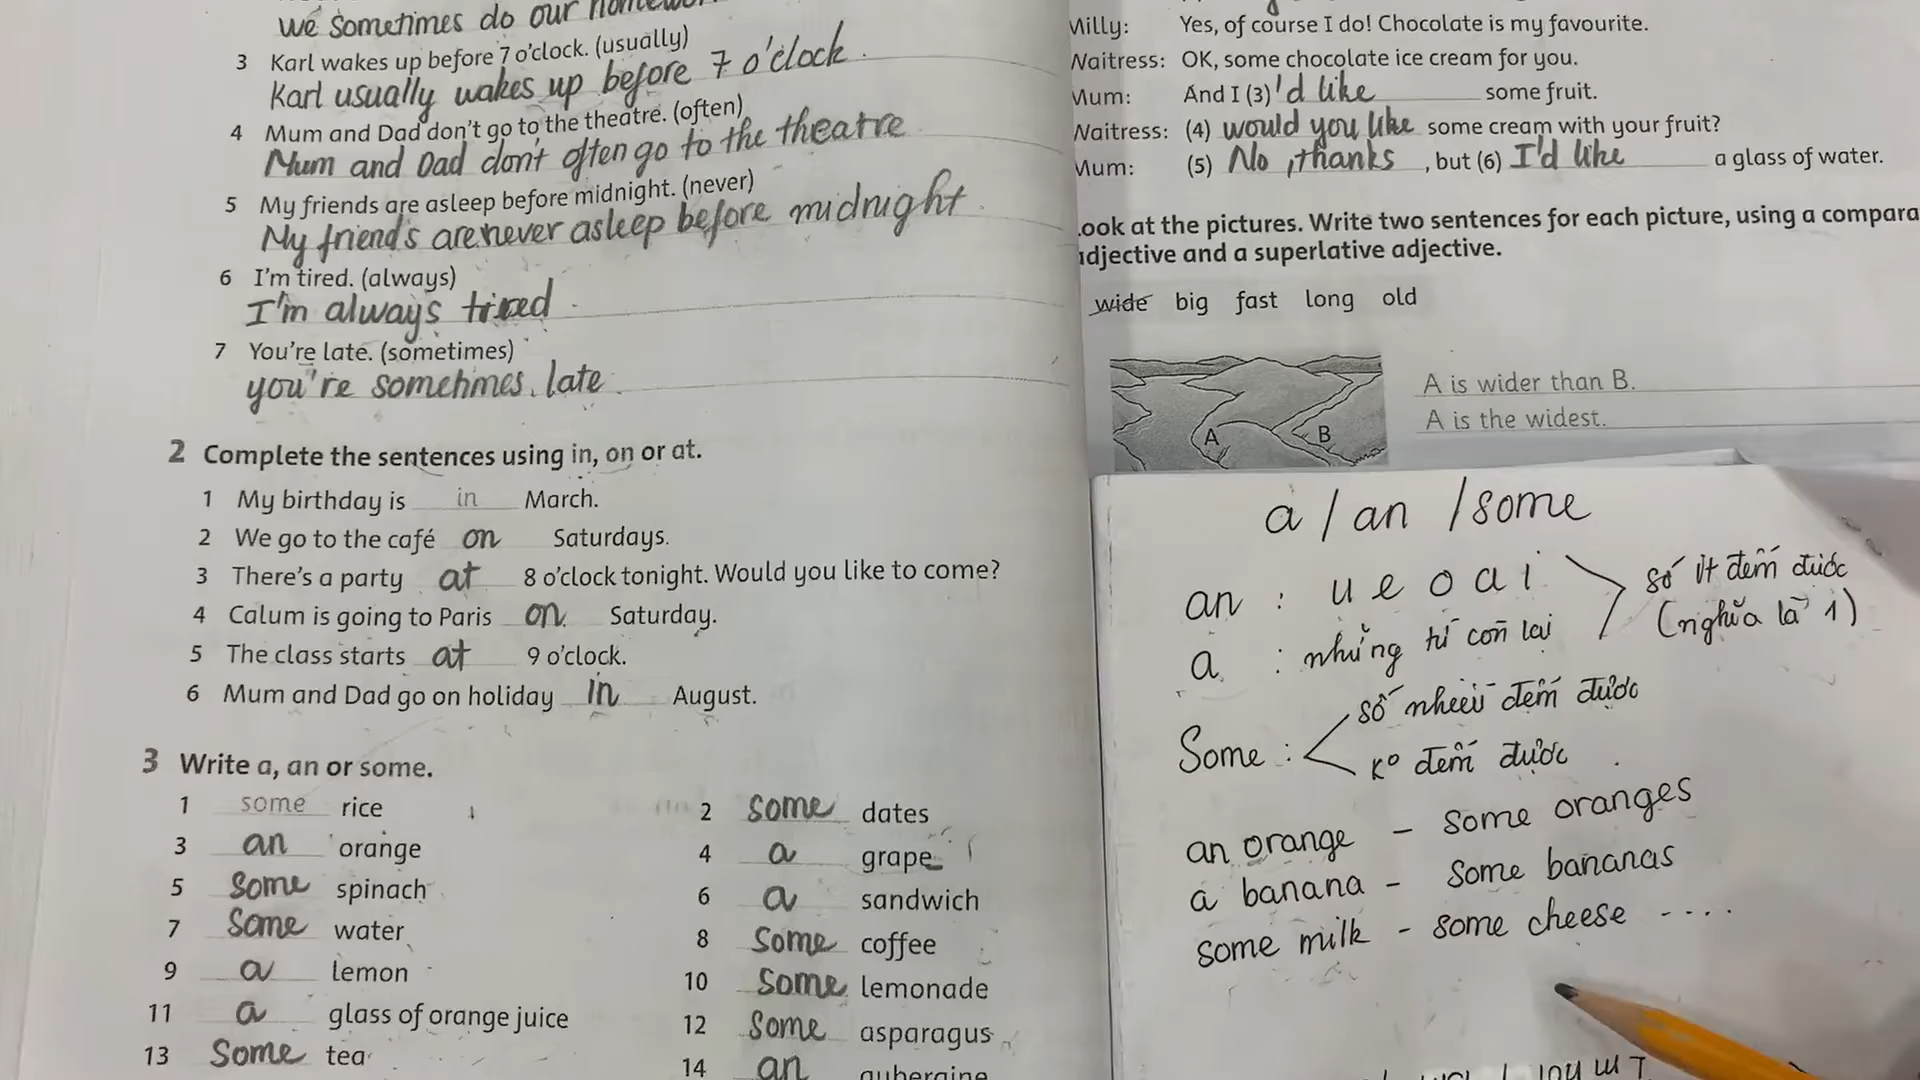 we sometimes do our
3 Karl wakes up before 7 o'clock. (usually)
Karl usually wakes up before 7 o'clock.
4 Mum and Dad don't go to the theatre. (often)
Mum and Dad don't often go to the theatre
5 My friends are asleep before midnight. (never)
My friends are never asleep before midnight.
6 I'm tired. (always)
I'm always tired.
7 You're late. (sometimes)
you're sometimes late.
2 Complete the sentences using in, on or at.
1 My birthday is in March.
2 We go to the café on Saturdays.
3 There's a party at 8 o'clock tonight. Would you like to come?
4 Calum is going to Paris on Saturday.
5 The class starts at 9 o'clock.
6 Mum and Dad go on holiday in August.
3 Write a, an or some.
1 some rice
2 some dates
3 an orange
4 a grape
5 some spinach
6 a sandwich
7 some water
8 some coffee
9 a lemon
10 some lemonade
11 a glass of orange juice
12 some asparagus
13 some tea
14 an aubergine
Milly: Yes, of course I do! Chocolate is my favourite.
Waitress: OK, some chocolate ice cream for you.
Mum: And I (3) 'd like some fruit.
Waitress: (4) would you like some cream with your fruit?
Mum: (5) No, thanks, but (6) I'd like a glass of water.
ook at the pictures. Write two sentences for each picture, using a compara
adjective and a superlative adjective.
wide big fast long old
A B
A is wider than B.
A is the widest.
a / an / some
an : u e o a i
số ít đếm được
(nghĩa là 1)
a : những từ còn lại
Some : số nhiều đếm được
Ko đếm được
an orange - some oranges
a banana - some bananas
some milk - some cheese ....